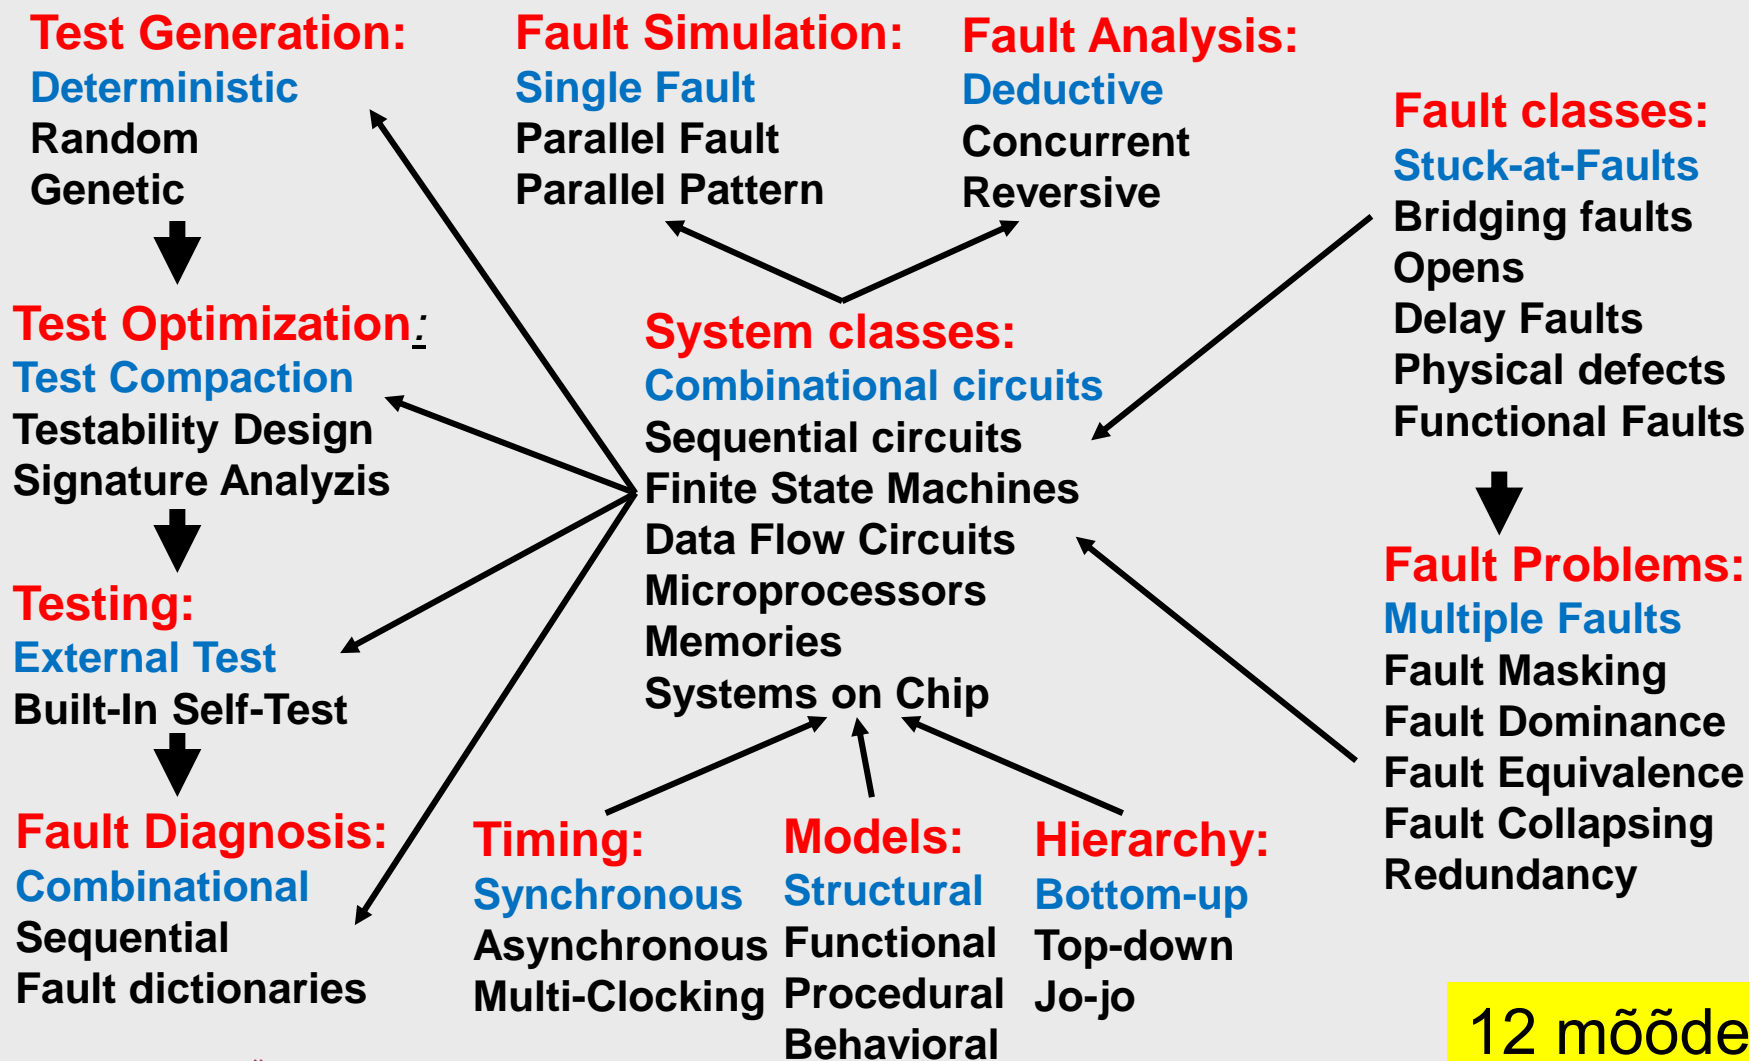 Test Generation:
Deterministic
Random
Genetic
Fault Simulation:
Single Fault
Parallel Fault
Parallel Pattern
Fault Analysis:
Deductive
Concurrent
Reversive
Fault classes:
Stuck-at-Faults
Bridging faults
Opens
Delay Faults
Physical defects
Functional Faults
Test Optimization:
Test Compaction
Testability Design
Signature Analyzis
System classes:
Combinational circuits
Sequential circuits
Finite State Machines
Data Flow Circuits
Microprocessors
Memories
Systems on Chip
Testing:
External Test
Built-In Self-Test
Fault Problems:
Multiple Faults
Fault Masking
Fault Dominance
Fault Equivalence
Fault Collapsing
Redundancy
Fault Diagnosis:
Combinational
Sequential
Fault dictionaries
Timing:
Synchronous
Asynchronous
Multi-Clocking
Models:
Structural
Functional
Procedural
Behavioral
Hierarchy:
Bottom-up
Top-down
Jo-jo
12 mõõde